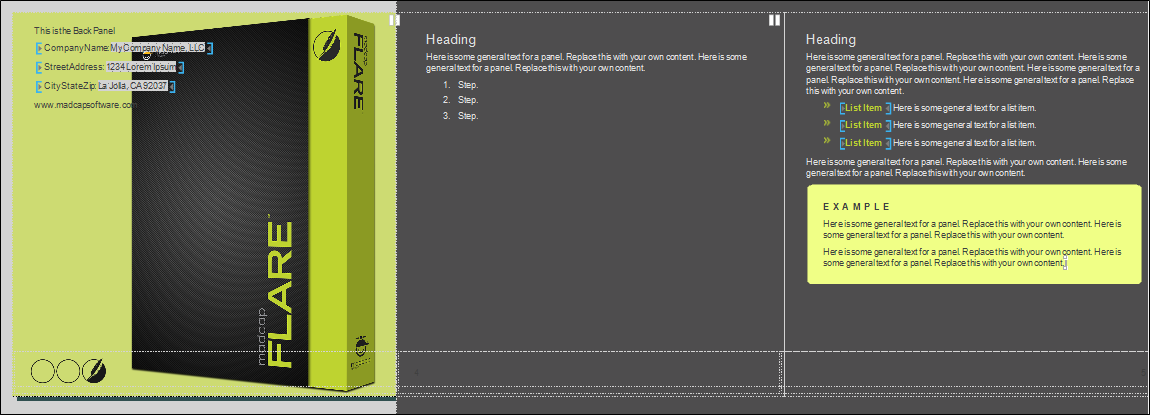 This is the Back Panel
CompanyName: My Company Name, LLC
StreetAddress: 1234 Lorem Ipsum
CityStateZip: La Jolla, CA 92037
www.madcapsoftware.com
madcap
FLARE
madcap
FLARE
Heading
Here is some general text for a panel. Replace this with your own content. Here is some
general text for a panel. Replace this with your own content.
1. Step.
2. Step.
3. Step.
4
Heading
Here is some general text for a panel. Replace this with your own content. Here is some
general text for a panel. Replace this with your own content. Here is some general text for a
panel. Replace this with your own content. Here is some general text for a panel. Replace
this with your own content.
» List Item Here is some general text for a list item.
» List Item Here is some general text for a list item.
» List Item Here is some general text for a list item.
Here is some general text for a panel. Replace this with your own content. Here is some
general text for a panel. Replace this with your own content.
EXAMPLE
Here is some general text for a panel. Replace this with your own content. Here is
some general text for a panel. Replace this with your own content.
Here is some general text for a panel. Replace this with your own content. Here is
some general text for a panel. Replace this with your own content.